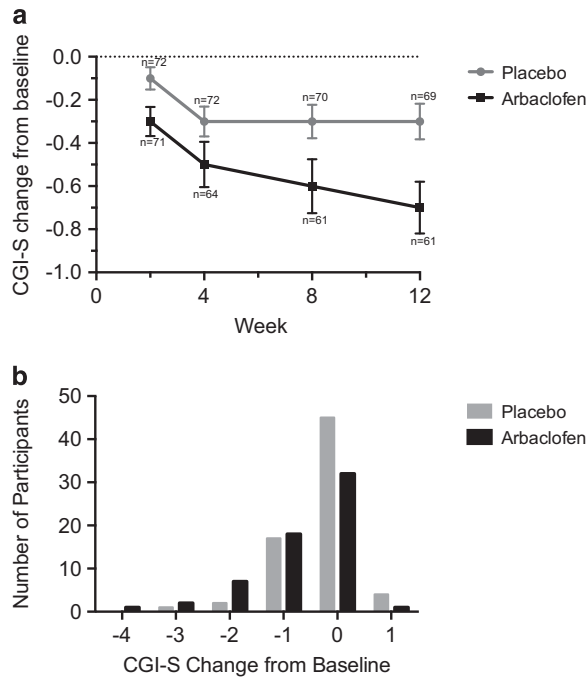 a
CGI-S change from baseline
0.0
-0.2
-0.4
-0.6
-0.8
-1.0
n=72
n=72
n=70
n=69
n=71
n=64
n=61
n=61
0 4 8 12
Week
Placebo
Arbaclofen
b
Number of Participants
50
40
30
20
10
0
-4 -3 -2 -1 0 1
CGI-S Change from Baseline
Placebo
Arbaclofen